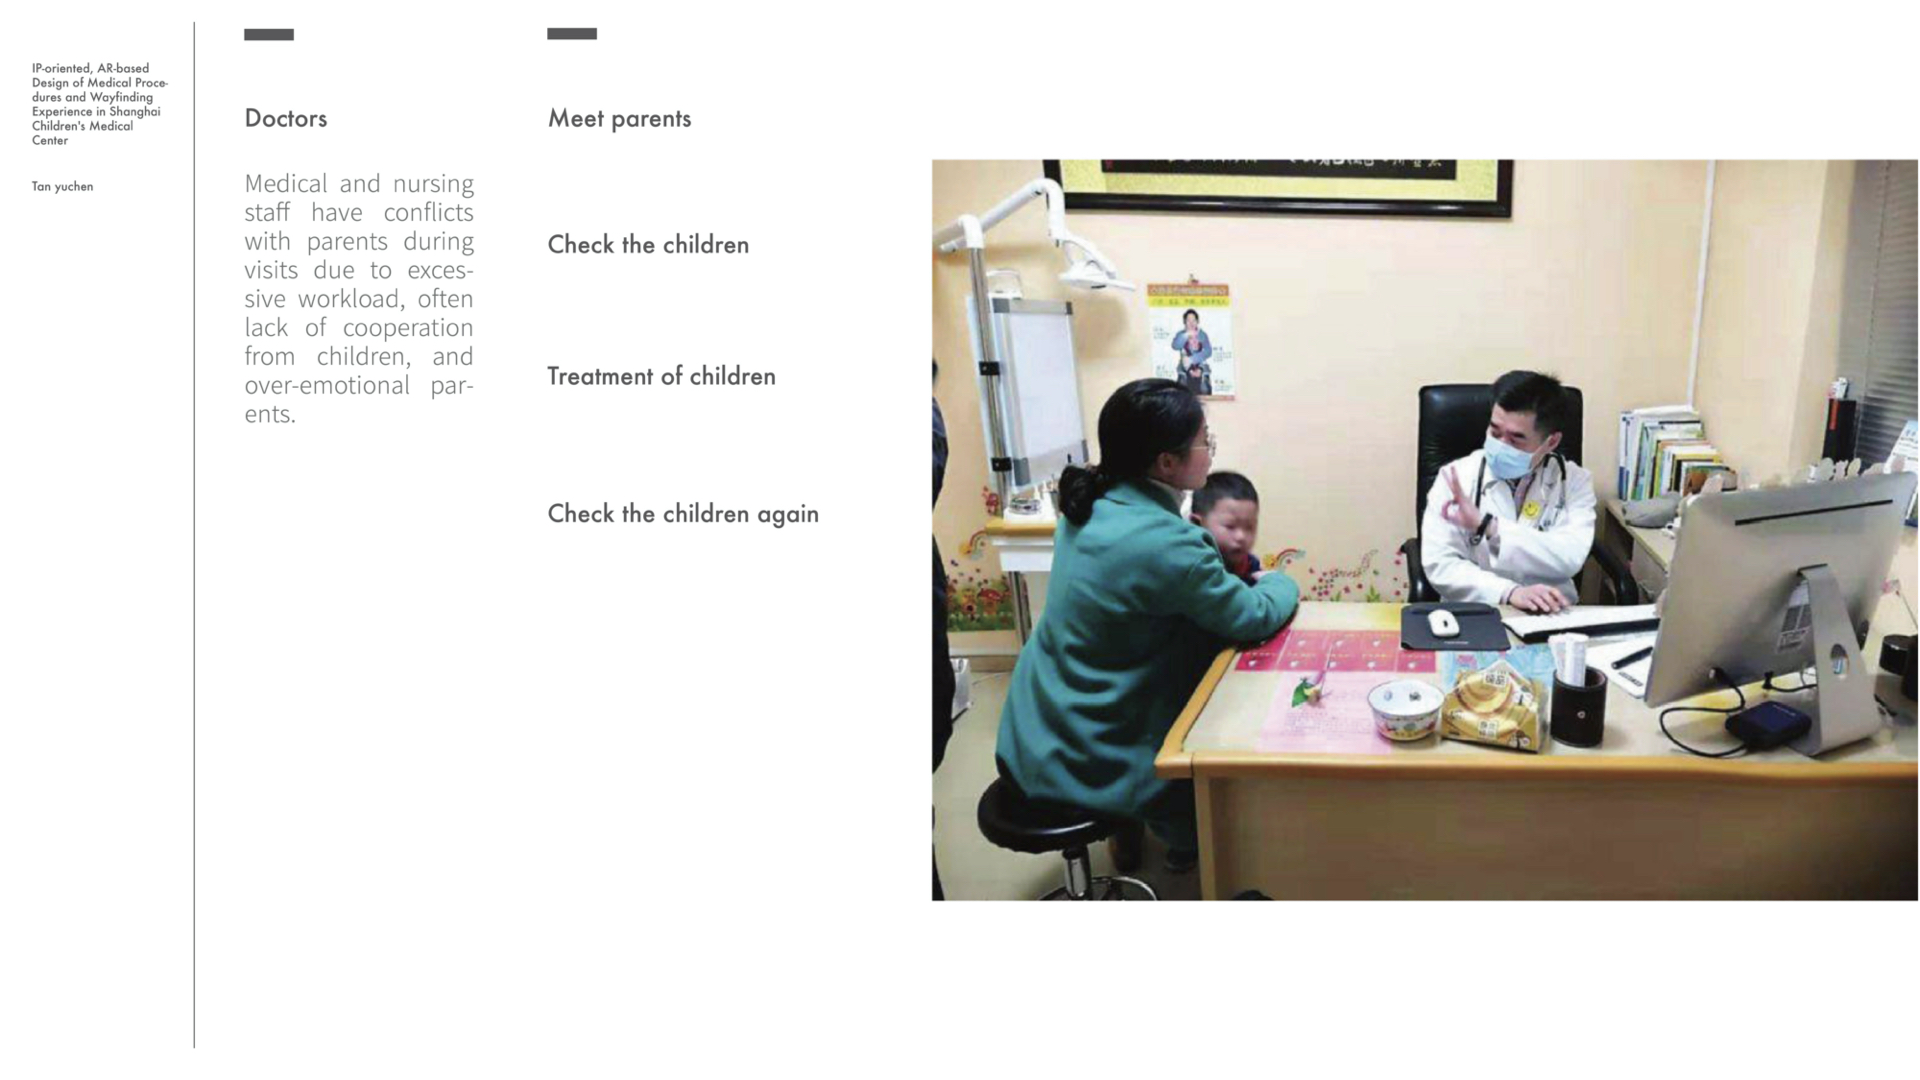 IP-oriented, AR-based
Design of Medical Proce-
dures and Wayfinding
Experience in Shanghai
Children's Medical
Center
Tan yuchen
Doctors
Medical and nursing
staff have conflicts
with parents during
visits due to exces-
sive workload, often
lack of cooperation
from children, and
over-emotional par-
ents.
Meet parents
Check the children
Treatment of children
Check the children again